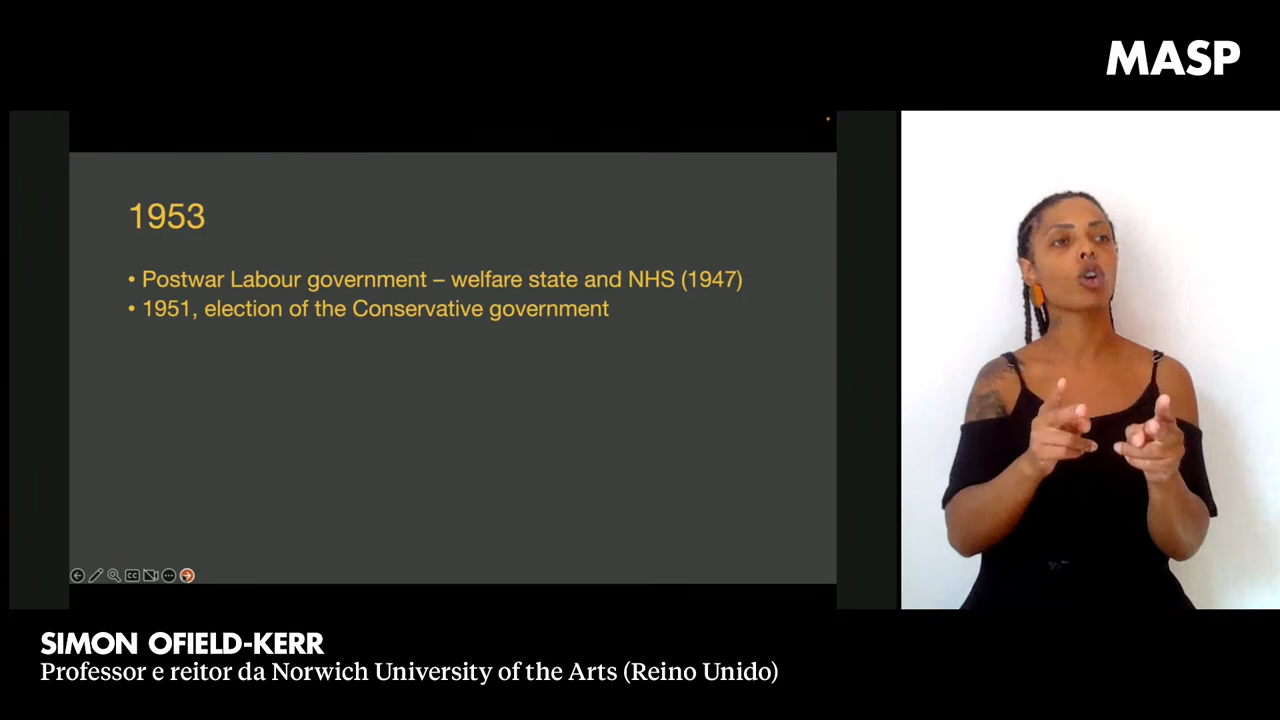 MASP
1953
• Postwar Labour government – welfare state and NHS (1947)
• 1951, election of the Conservative government
CC
SIMON OFIELD-KERR
Professor e reitor da Norwich University of the Arts (Reino Unido)